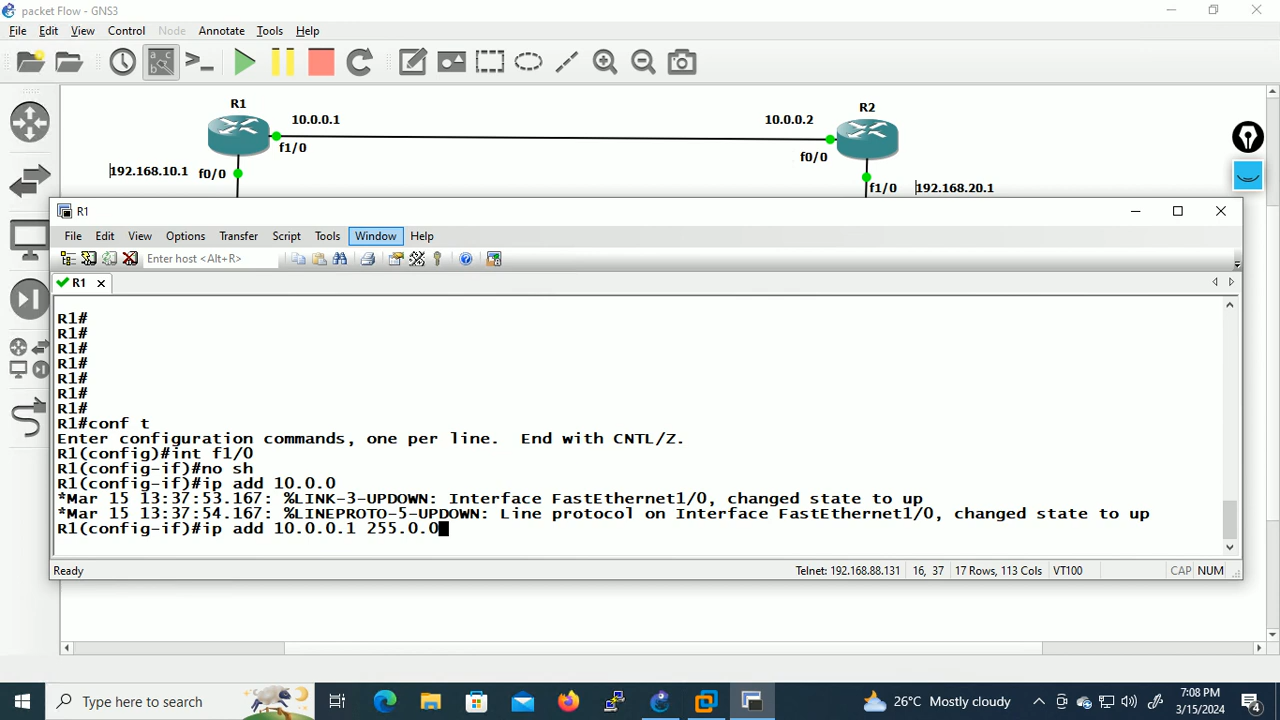 packet Flow - GNS3
File Edit View Control Node Annotate Tools Help
R1
R2
10.0.0.1
10.0.0.2
f1/0
f0/0
192.168.10.1 f0/0
f1/0 192.168.20.1
R1
File Edit View Options Transfer Script Tools Window Help
Enter host <Alt+R>
R1
R1#
R1#
R1#
R1#
R1#
R1#
R1#
R1#conf t
Enter configuration commands, one per line. End with CNTL/Z.
R1(config)#int f1/0
R1(config-if)#no sh
R1(config-if)#ip add 10.0.0
*Mar 15 13:37:53.167: %LINK-3-UPDOWN: Interface FastEthernet1/0, changed state to up
*Mar 15 13:37:54.167: %LINEPROTO-5-UPDOWN: Line protocol on Interface FastEthernet1/0, changed state to up
R1(config-if)#ip add 10.0.0.1 255.0.0
Ready Telnet: 192.168.88.131 16, 37 17 Rows, 113 Cols VT100 CAP NUM
Type here to search
26°C Mostly cloudy
7:08 PM
3/15/2024
4